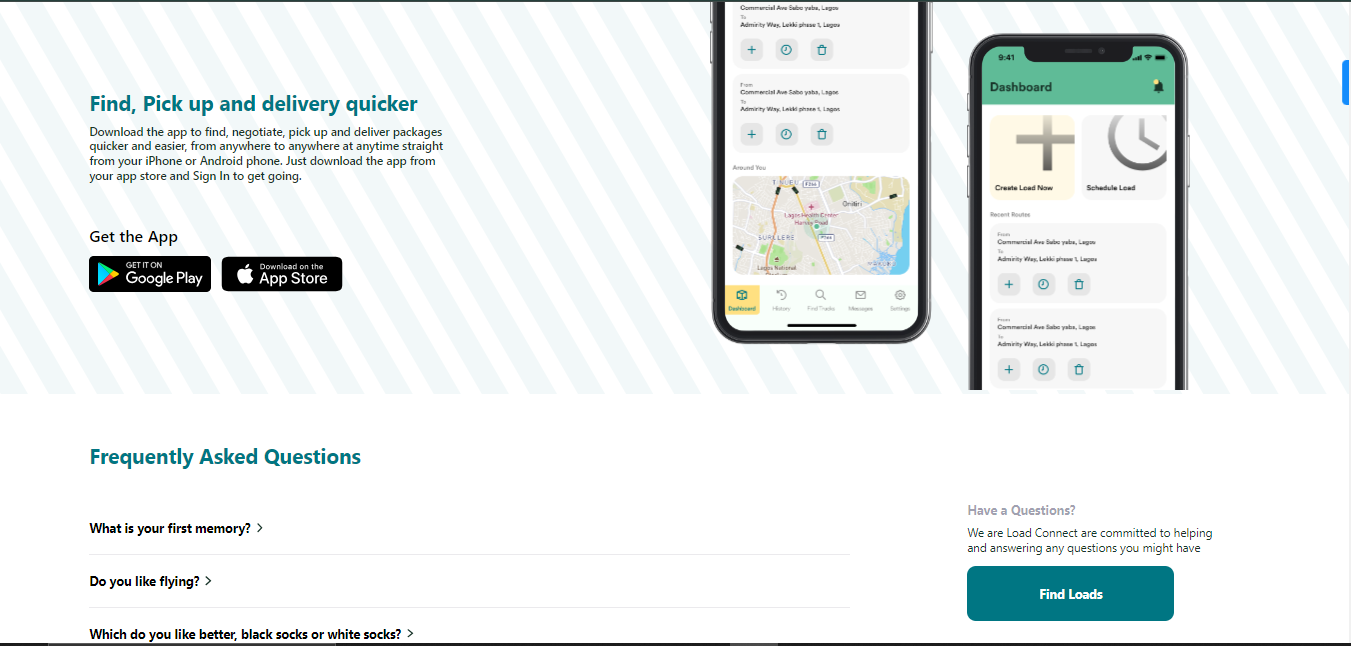 Find, Pick up and delivery quicker
Download the app to find, negotiate, pick up and deliver packages
quicker and easier, from anywhere to anywhere at anytime straight
from your iPhone or Android phone. Just download the app from
your app store and Sign In to get going.
Get the App
GET IT ON
Google Play
Download on the
App Store
Commercial Ave Sabo yaba, Lagos
To
Admirity Way, Lekki phase 1, Lagos
From
Commercial Ave Sabo yaba, Lagos
To
Admirity Way, Lekki phase 1, Lagos
Around You
F266
Onitiri
Lagos Health Center
SURULERE
F266
Lagos National
Dashboard
History
Find Trucks
Messages
Settings
9:41
Dashboard
Create Load Now
Schedule Load
Recent Routes
From
Commercial Ave Sabo yaba, Lagos
To
Admirity Way, Lekki phase 1, Lagos
From
Commercial Ave Sabo yaba, Lagos
To
Admirity Way, Lekki phase 1, Lagos
Frequently Asked Questions
What is your first memory?
Do you like flying?
Which do you like better, black socks or white socks?
Have a Questions?
We are Load Connect are committed to helping
and answering any questions you might have
Find Loads